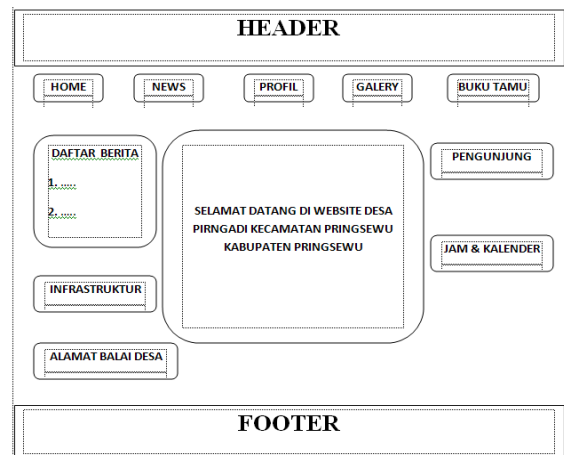 HEADER
HOME
NEWS
PROFIL
GALERY
BUKU TAMU
DAFTAR BERITA
1. .....
2. .....
INFRASTRUKTUR
ALAMAT BALAI DESA
SELAMAT DATANG DI WEBSITE DESA
PIRNGADI KECAMATAN PRINGSEWU
KABUPATEN PRINGSEWU
PENGUNJUNG
JAM & KALENDER
FOOTER